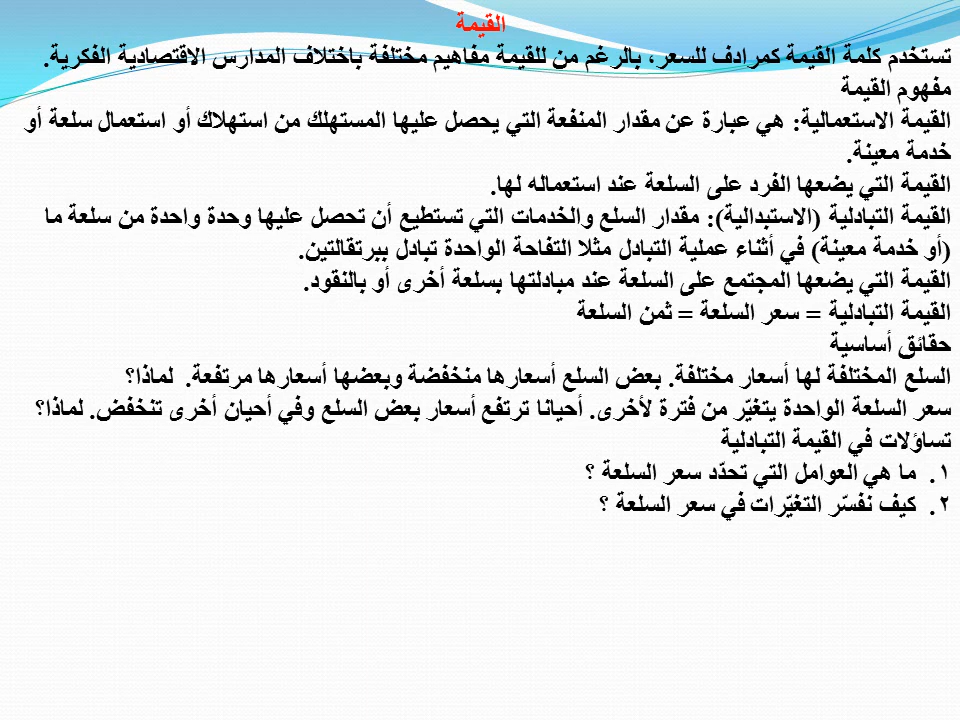 القيمة
تستخدم كلمة القيمة كمرادف للسعر، بالرغم من للقيمة مفاهيم مختلفة باختلاف المدارس الاقتصادية الفكرية.
مفهوم القيمة
القيمة الاستعمالية: هي عبارة عن مقدار المنفعة التي يحصل عليها المستهلك من استهلاك أو استعمال سلعة أو
خدمة معينة.
القيمة التي يضعها الفرد على السلعة عند استعماله لها.
القيمة التبادلية (الاستبدالية): مقدار السلع والخدمات التي تستطيع أن تحصل عليها وحدة واحدة من سلعة ما
(أو خدمة معينة) في أثناء عملية التبادل مثلا التفاحة الواحدة تبادل ببرتقالتين.
القيمة التي يضعها المجتمع على السلعة عند مبادلتها بسلعة أخرى أو بالنقود.
القيمة التبادلية = سعر السلعة = ثمن السلعة
حقائق أساسية
السلع المختلفة لها أسعار مختلفة. بعض السلع أسعارها منخفضة وبعضها أسعارها مرتفعة. لماذا؟
سعر السلعة الواحدة يتغيّر من فترة لأخرى. أحيانا ترتفع أسعار بعض السلع وفي أحيان أخرى تنخفض. لماذا؟
تساؤلات في القيمة التبادلية
١. ما هي العوامل التي تحدّد سعر السلعة ؟
٢. كيف نفسّر التغيّرات في سعر السلعة ؟